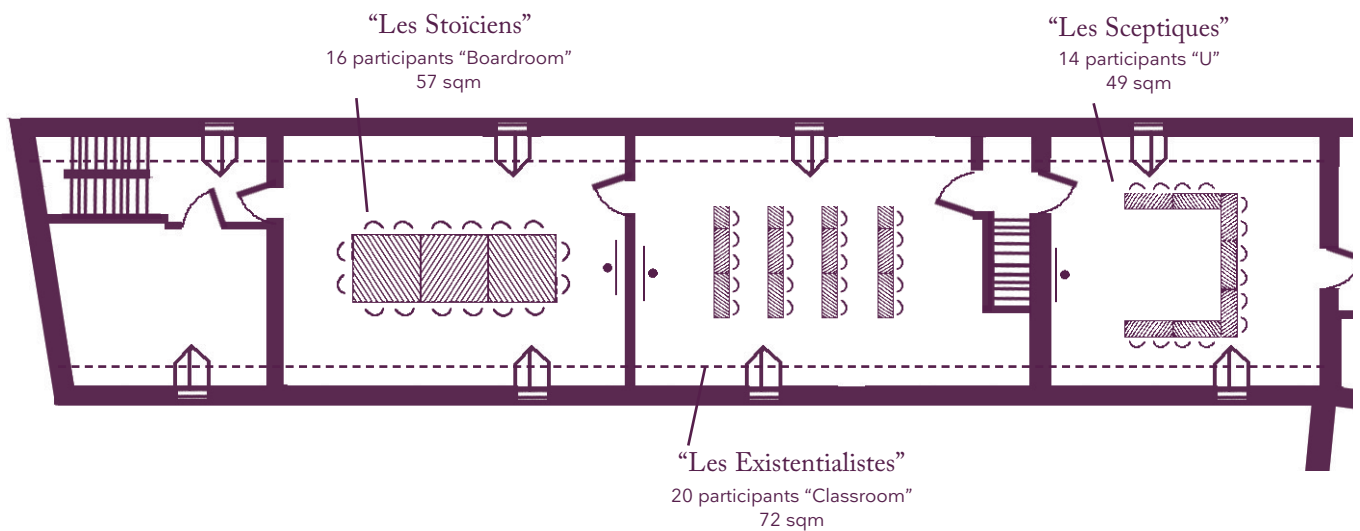 “Les Stoïciens”
16 participants “Boardroom”
57 sqm
“Les Sceptiques”
14 participants “U”
49 sqm
“Les Existentialistes”
20 participants “Classroom”
72 sqm